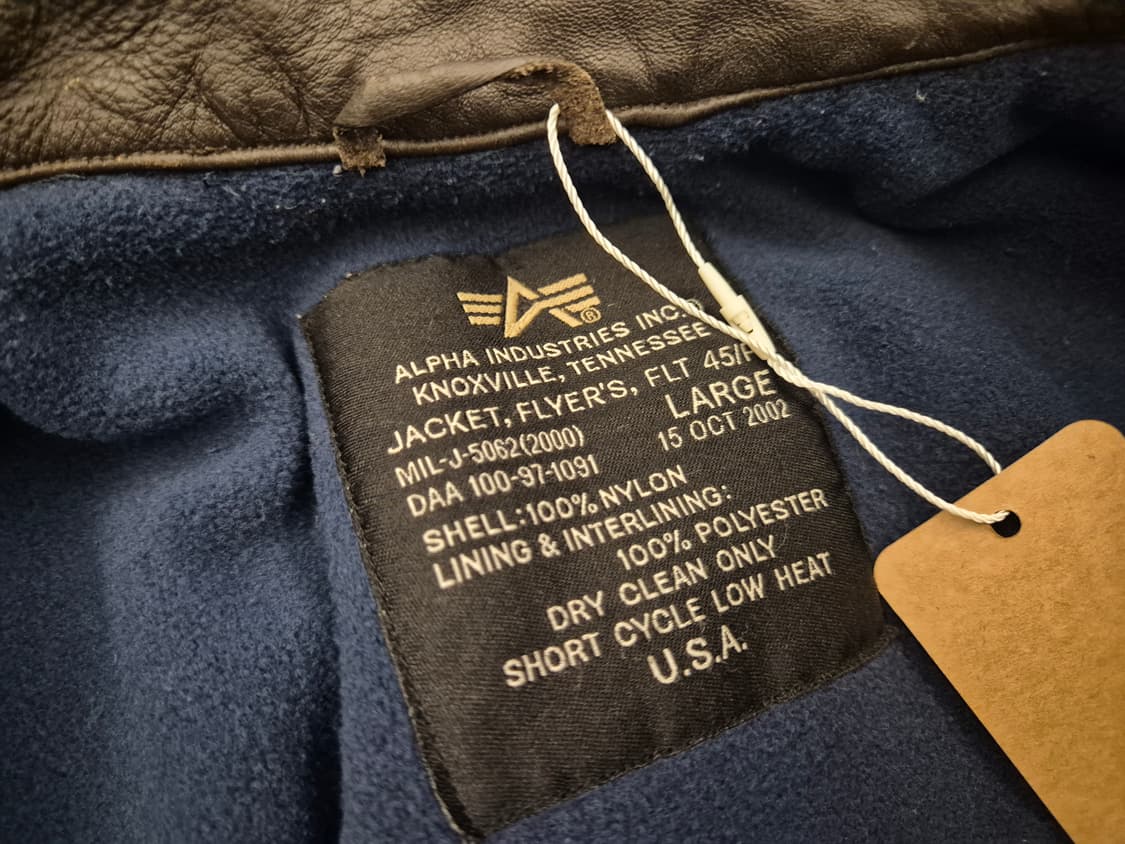 ®
ALPHA INDUSTRIES INC.
KNOXVILLE, TENNESSEE
JACKET, FLYER'S, FLT 45/P
LARGE
MIL-J-5062(2000)
15 OCT 2002
DAA 100-97-1091
SHELL:100% NYLON
LINING & INTERLINING:
100% POLYESTER
DRY CLEAN ONLY
SHORT CYCLE LOW HEAT
U.S.A.